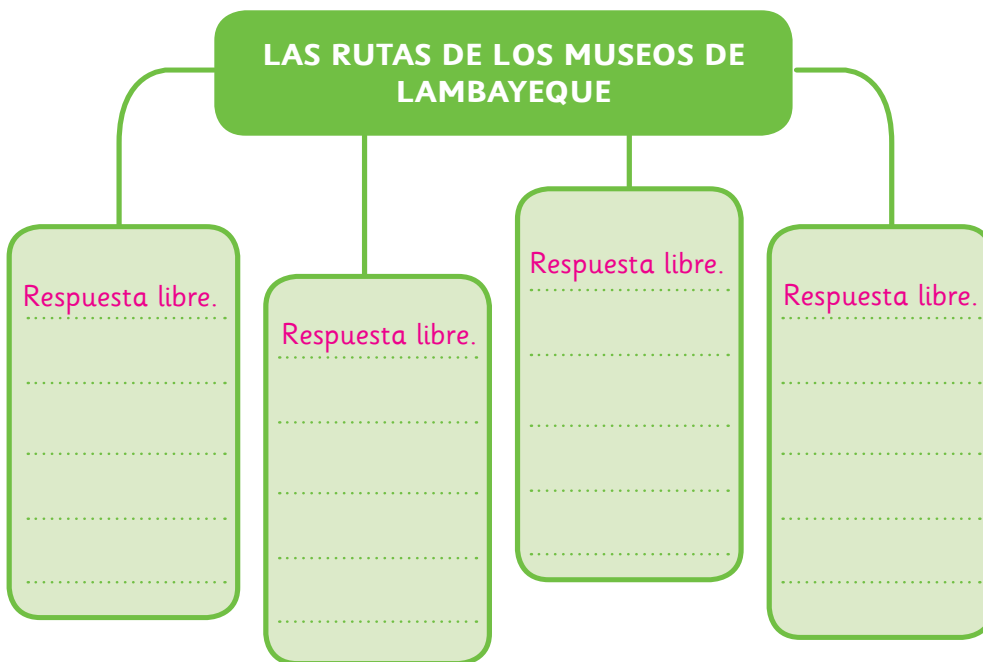 LAS RUTAS DE LOS MUSEOS DE
LAMBAYEQUE
Respuesta libre.
Respuesta libre.
Respuesta libre.
Respuesta libre.